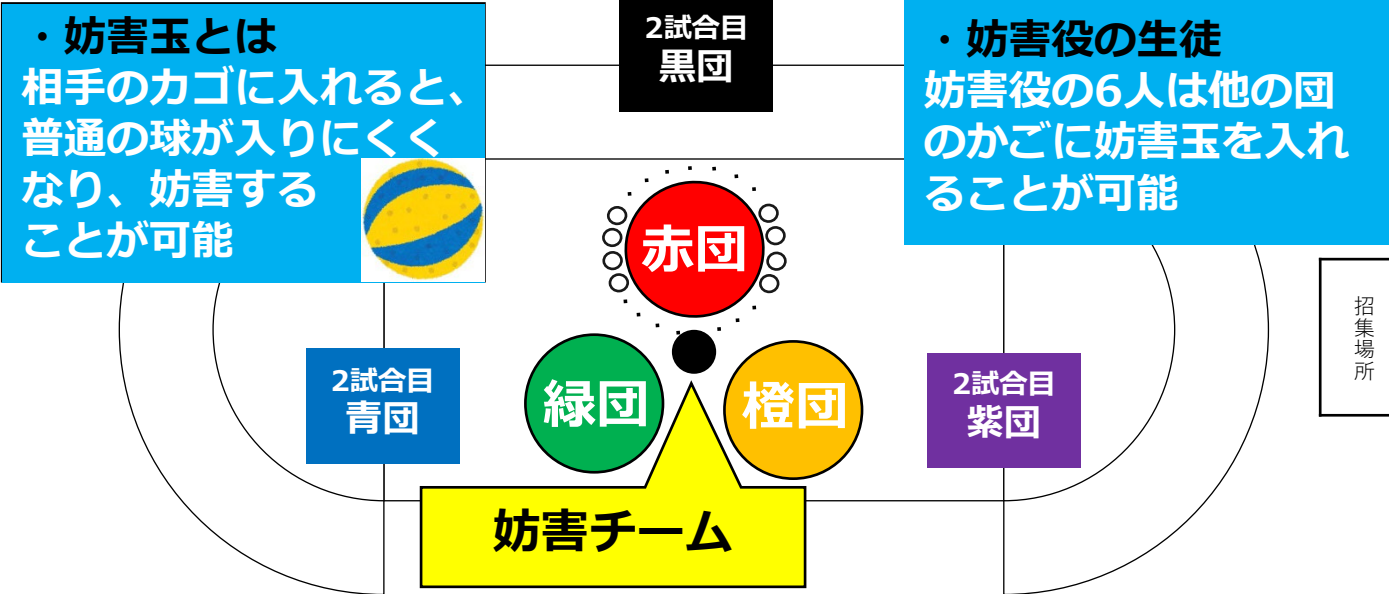 ・妨害玉とは
相手のカゴに入れると、
普通の球が入りにくく
なり、妨害する
ことが可能
2試合目
黒団
・妨害役の生徒
妨害役の6人は他の団
のかごに妨害玉を入れ
ることが可能
赤団
招集場所
2試合目
青団
緑団
橙団
2試合目
紫団
妨害チーム